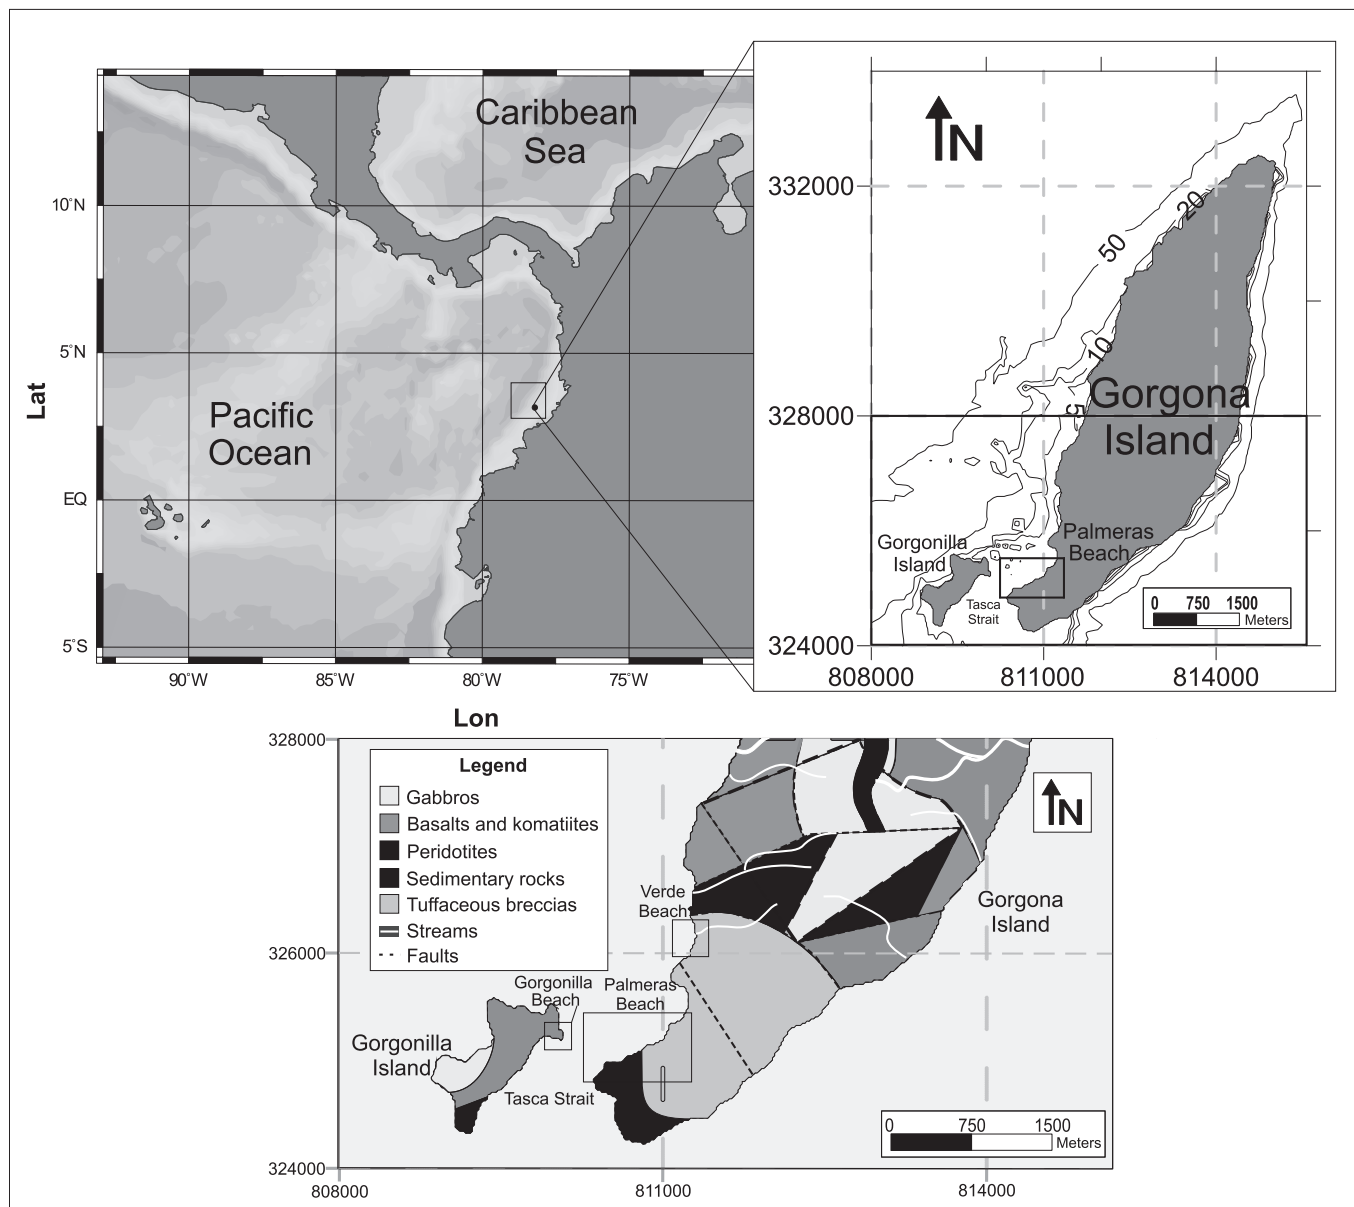 Caribbean
Sea
Pacific
Ocean
10°N
5°N
EQ
5°S
Lat
90°W
85°W
80°W
75°W
Lon
N
332000
328000
324000
808000
811000
814000
50
20
10
5
Gorgona
Island
Palmeras
Beach
Gorgonilla
Island
Tasca
Strait
0 750 1500
Meters
328000
326000
324000
808000
811000
814000
Legend
Gabbros
Basalts and komatiites
Peridotites
Sedimentary rocks
Tuffaceous breccias
Streams
Faults
N
Verde
Beach
Gorgona
Island
Gorgonilla
Beach
Palmeras
Beach
Gorgonilla
Island
Tasca Strait
0 750 1500
Meters